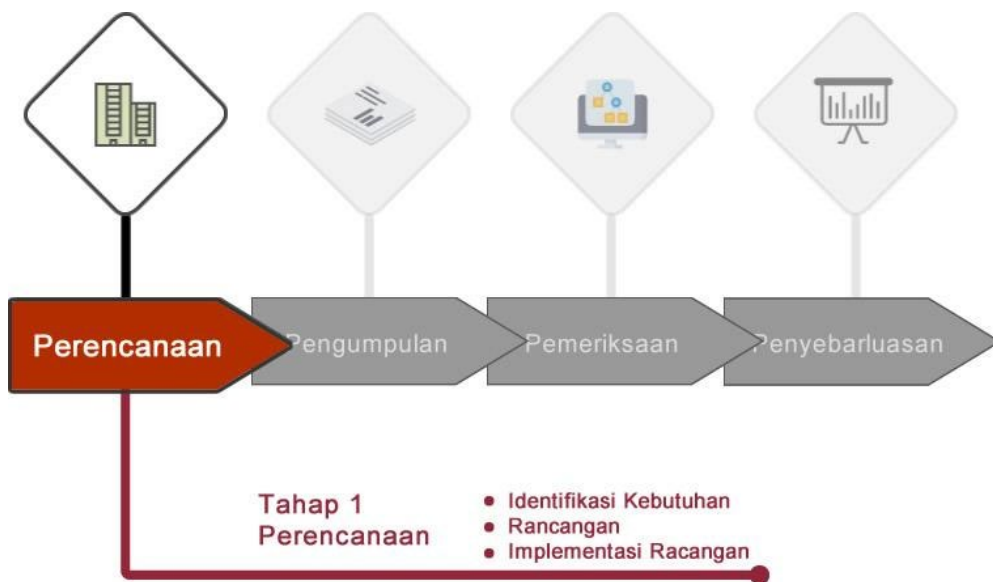 Perencanaan
Pengumpulan
Pemeriksaan
Penyebarluasan
Tahap 1
Perencanaan
• Identifikasi Kebutuhan
• Rancangan
• Implementasi Racangan